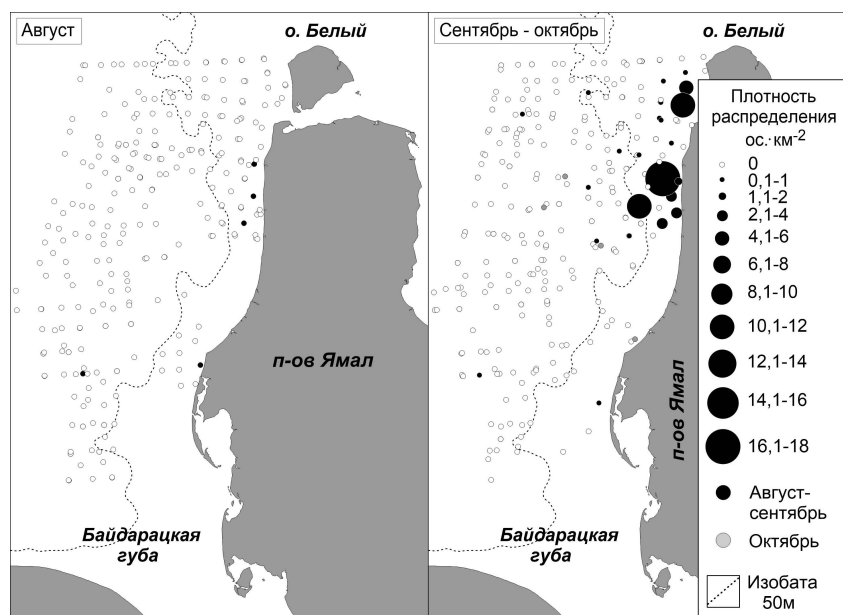 Август
о. Белый
п-ов Ямал
Байдарацкая
губа
Сентябрь - октябрь
о. Белый
п-ов Ямал
Байдарацкая
губа
Плотность
распределения
ос.·км-2
0
0,1-1
1,1-2
2,1-4
4,1-6
6,1-8
8,1-10
10,1-12
12,1-14
14,1-16
16,1-18
Август-
сентябрь
Октябрь
Изобата
50м